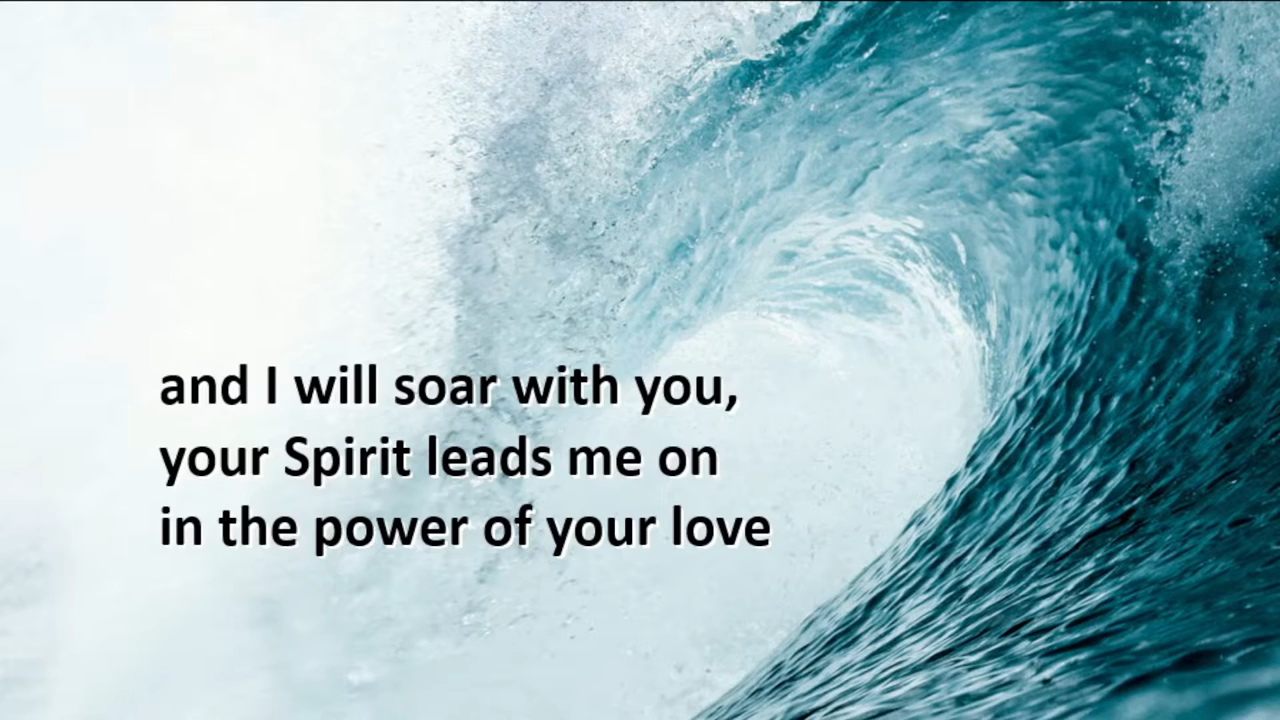 and I will soar with you,
your Spirit leads me on
in the power of your love